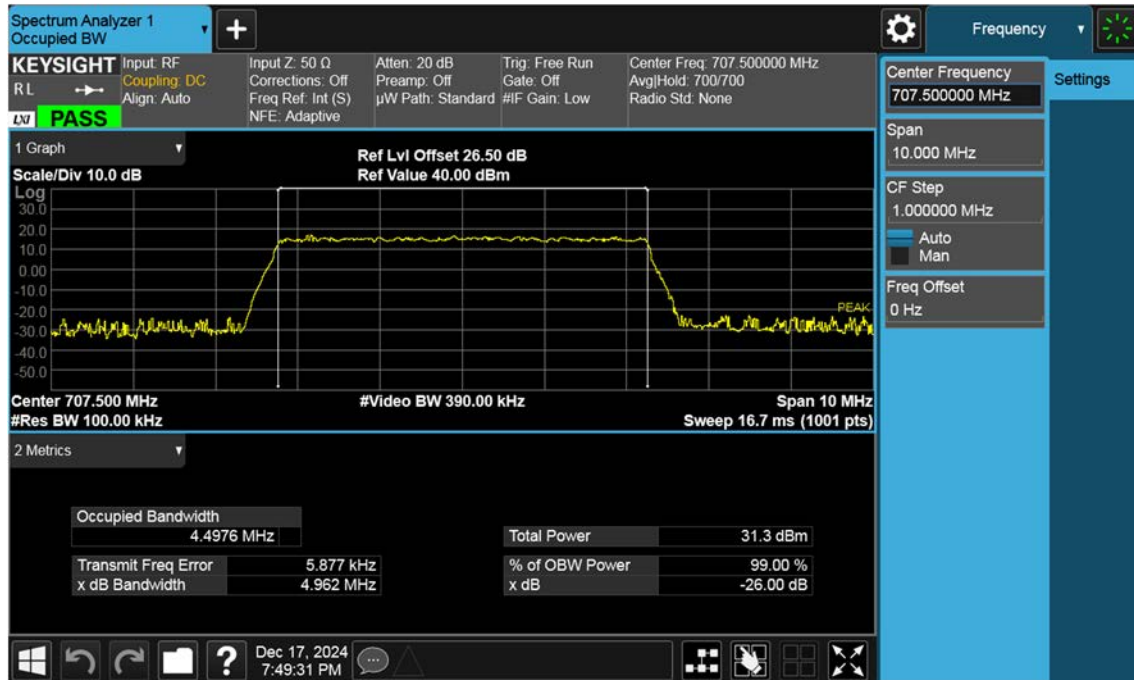 Spectrum Analyzer 1
Occupied BW
+
Frequency
KEYSIGHT
R L
LXI PASS
Input: RF
Coupling: DC
Align: Auto
Input Z: 50 Ω
Corrections: Off
Freq Ref: Int (S)
NFE: Adaptive
Atten: 20 dB
Preamp: Off
µW Path: Standard
Trig: Free Run
Gate: Off
#IF Gain: Low
Center Freq: 707.500000 MHz
Avg|Hold: 700/700
Radio Std: None
Center Frequency
707.500000 MHz
Settings
Span
10.000 MHz
CF Step
1.000000 MHz
Auto
Man
Freq Offset
0 Hz
1 Graph
Scale/Div 10.0 dB
Ref Lvl Offset 26.50 dB
Ref Value 40.00 dBm
Log
30.0
20.0
10.0
0.00
-10.0
-20.0
-30.0
-40.0
-50.0
PEAK
Center 707.500 MHz
#Res BW 100.00 kHz
#Video BW 390.00 kHz
Span 10 MHz
Sweep 16.7 ms (1001 pts)
2 Metrics
Occupied Bandwidth
4.4976 MHz
Total Power 31.3 dBm
Transmit Freq Error 5.877 kHz
% of OBW Power 99.00 %
x dB Bandwidth 4.962 MHz
x dB -26.00 dB
?
Dec 17, 2024
7:49:31 PM